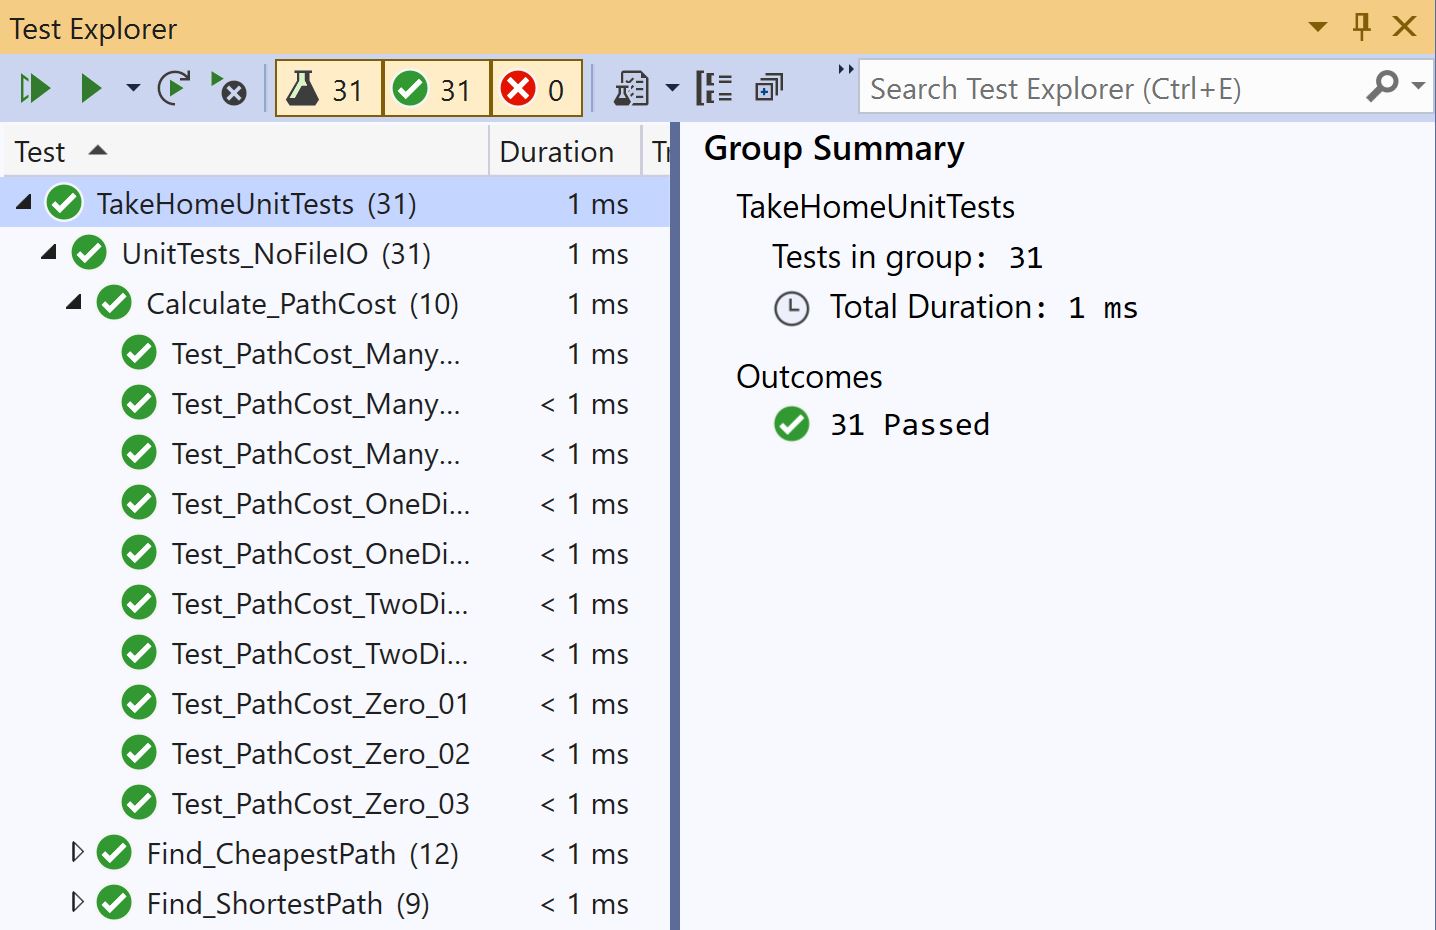 Test Explorer
31 31 0
Search Test Explorer (Ctrl+E)
Test Duration
TakeHomeUnitTests (31) 1 ms
UnitTests_NoFileIO (31) 1 ms
Calculate_PathCost (10) 1 ms
Test_PathCost_Many... 1 ms
Test_PathCost_Many... < 1 ms
Test_PathCost_Many... < 1 ms
Test_PathCost_OneDi... < 1 ms
Test_PathCost_OneDi... < 1 ms
Test_PathCost_TwoDi... < 1 ms
Test_PathCost_TwoDi... < 1 ms
Test_PathCost_Zero_01 < 1 ms
Test_PathCost_Zero_02 < 1 ms
Test_PathCost_Zero_03 < 1 ms
Find_CheapestPath (12) < 1 ms
Find_ShortestPath (9) < 1 ms
Group Summary
TakeHomeUnitTests
Tests in group: 31
Total Duration: 1 ms
Outcomes
31 Passed